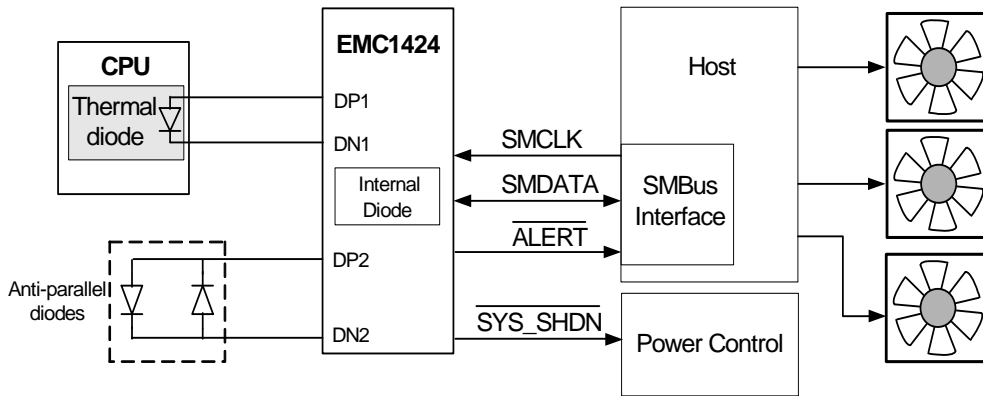 EMC1424
CPU
Thermal
diode
DP1
DN1
Internal
Diode
DP2
DN2
Anti-parallel
diodes
SMCLK
SMDATA
ALERT
SYS_SHDN
Host
SMBus
Interface
Power Control